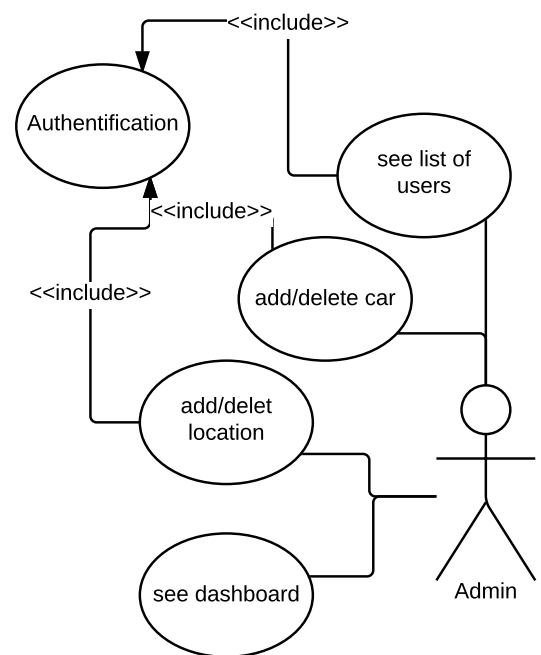 <<include>>
Authentification
see list of
users
<<include>>
<<include>>
add/delete car
add/delet
location
see dashboard
Admin